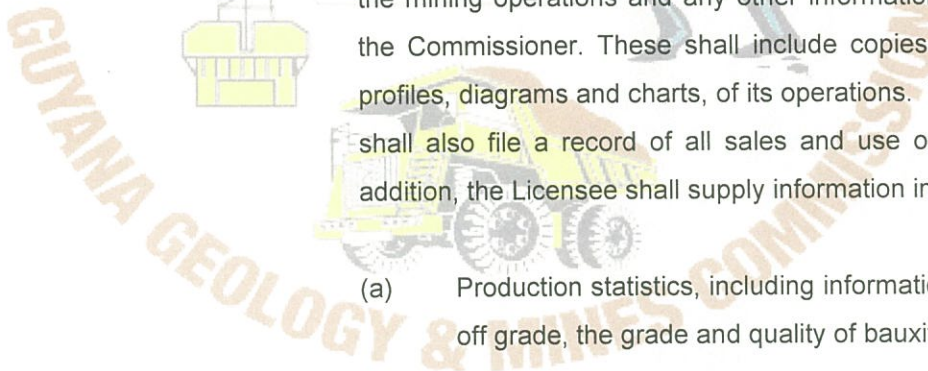 the mining operations and any other information
the Commissioner. These shall include copies
profiles, diagrams and charts, of its operations.
shall also file a record of all sales and use o
addition, the Licensee shall supply information in
(a) Production statistics, including informati
off grade, the grade and quality of bauxi
GUYANA GEOLOGY & MINES COMMISSION